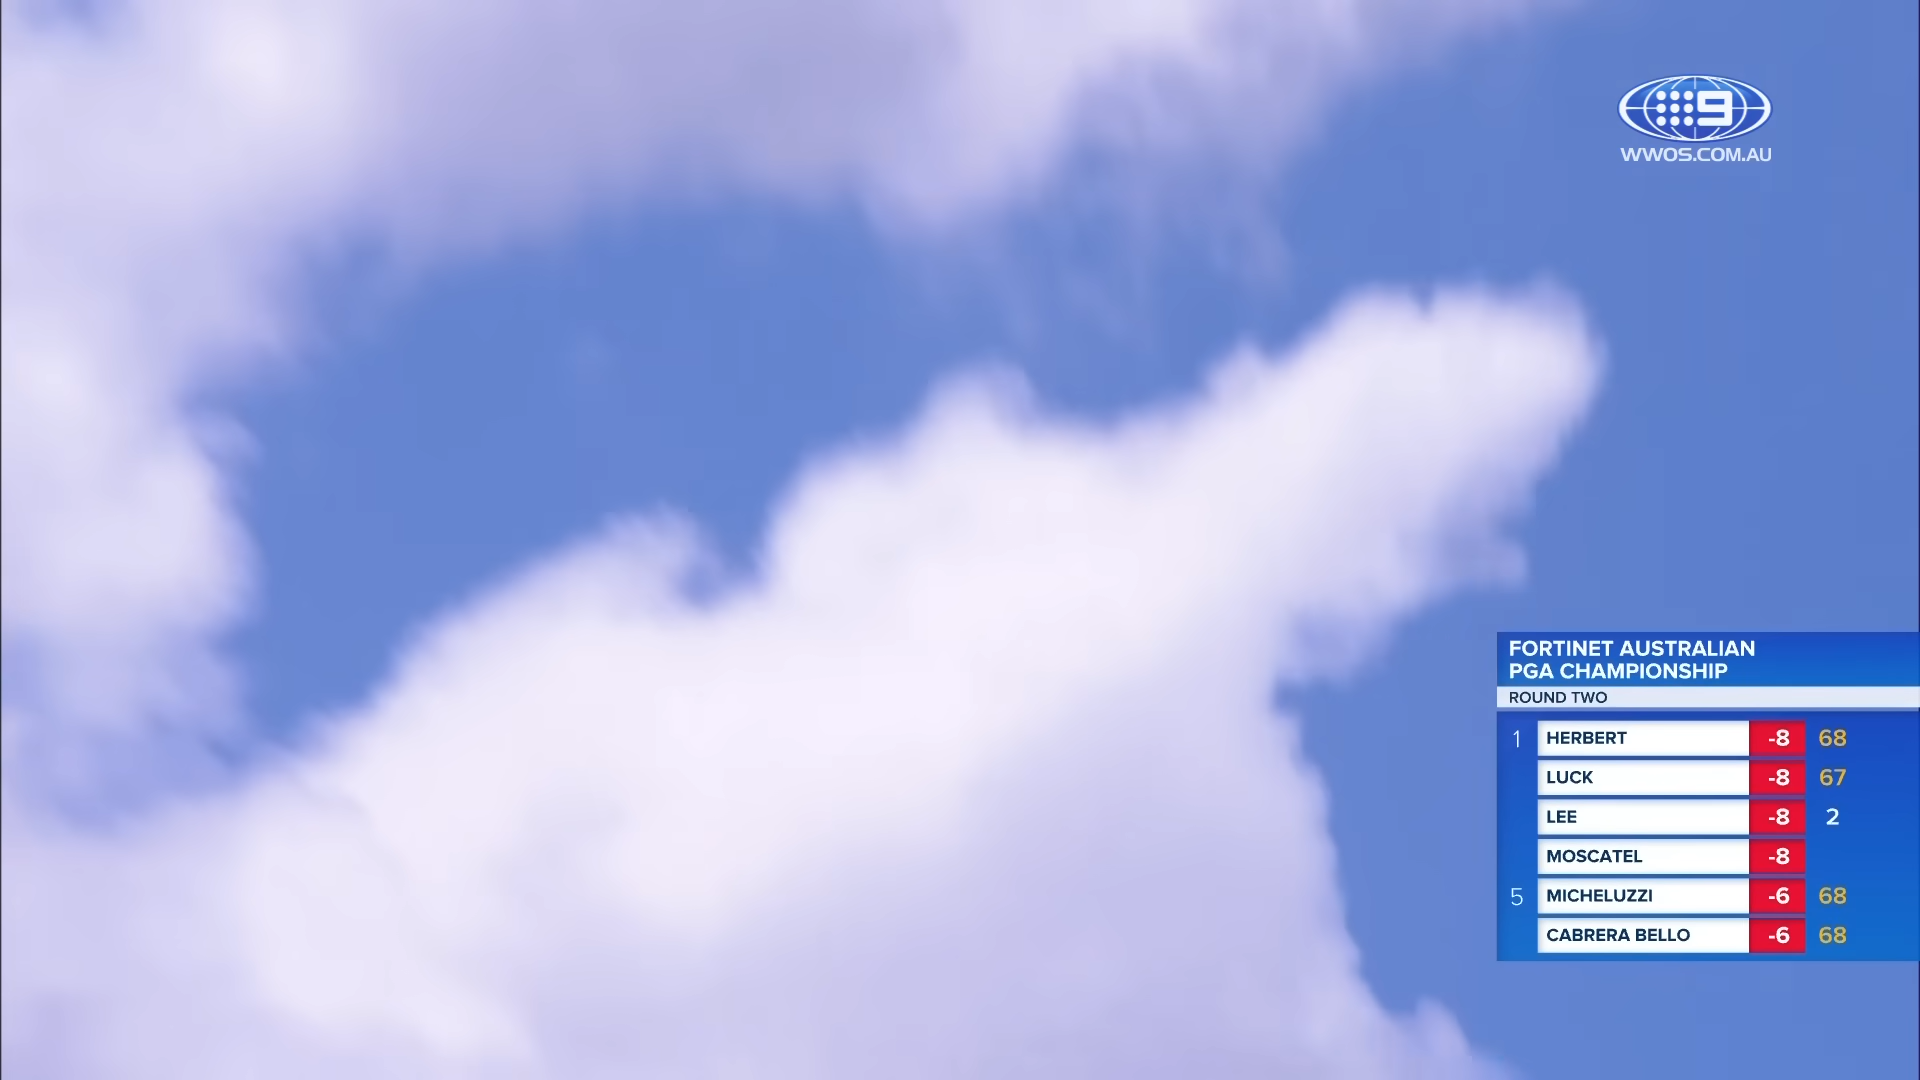 9
WWOS.COM.AU
FORTINET AUSTRALIAN
PGA CHAMPIONSHIP
ROUND TWO
1 HERBERT -8 68
LUCK -8 67
LEE -8 2
MOSCATEL -8
5 MICHELUZZI -6 68
CABRERA BELLO -6 68